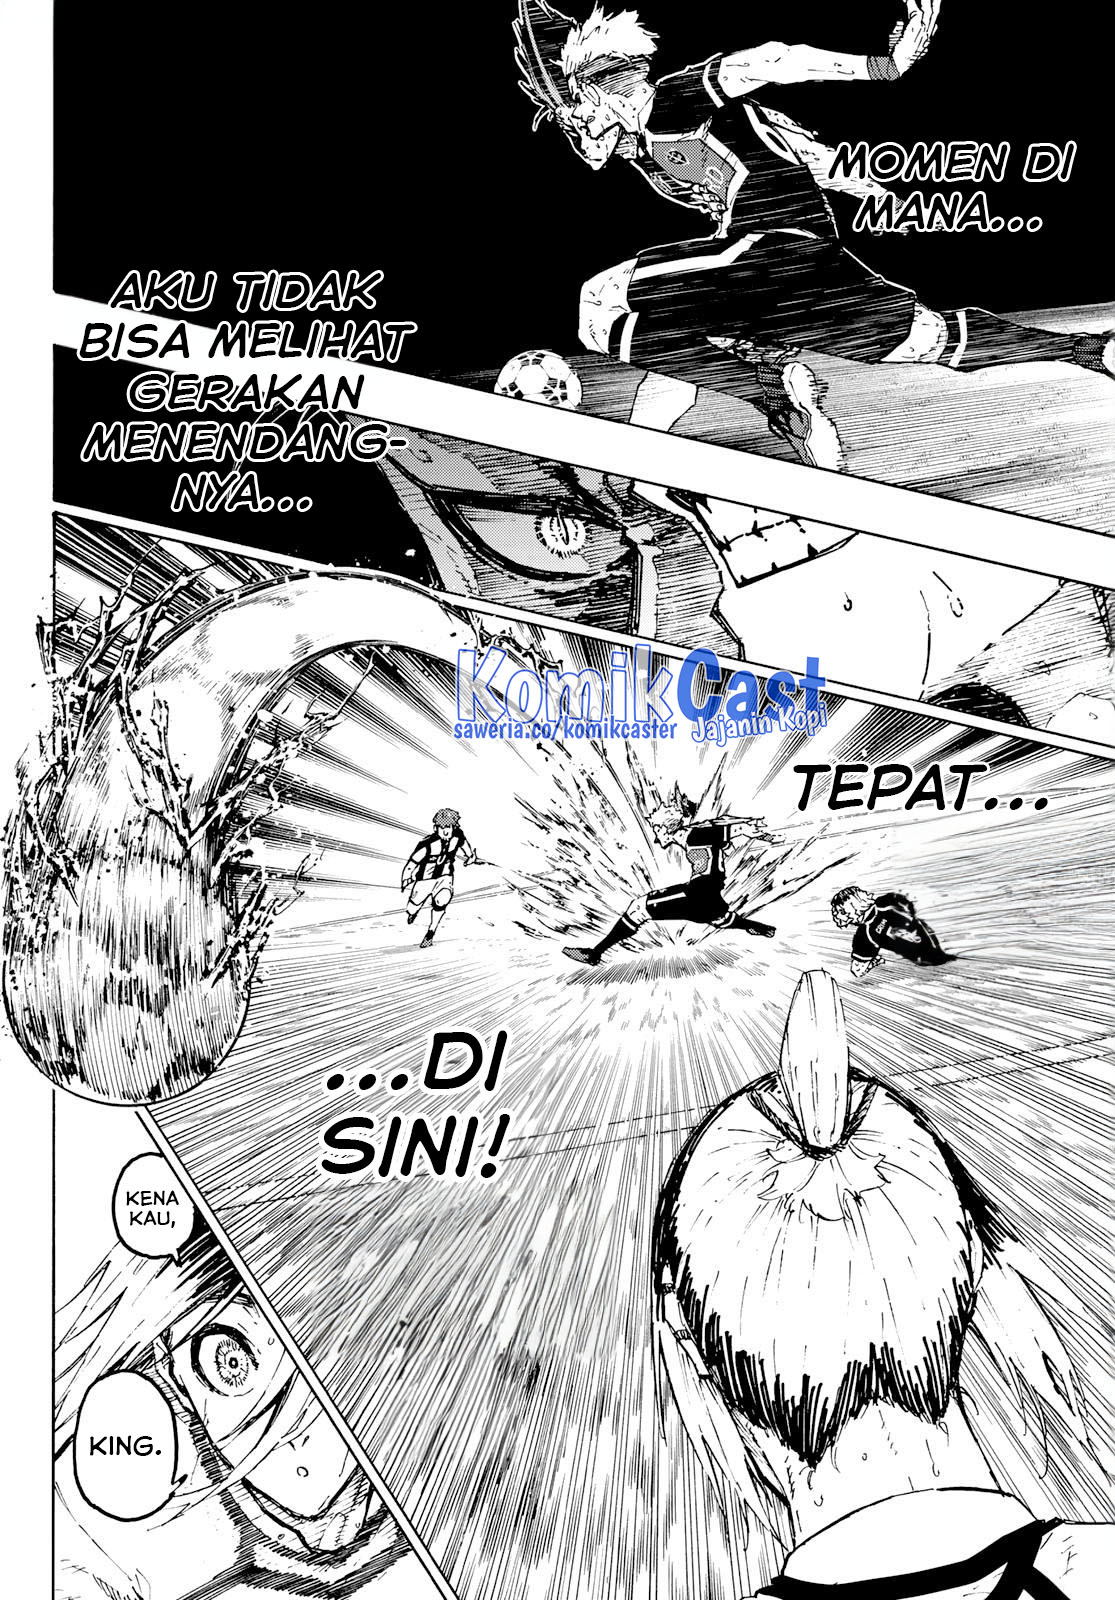 MOMEN DI
MANA...
AKU TIDAK
BISA MELIHAT
GERAKAN
MENENDANG-
NYA...
KomikCast
saweria.co/komikcaster
Jajanin Kopi
TEPAT...
...DI
SINI!
KENA
KAU,
KING.